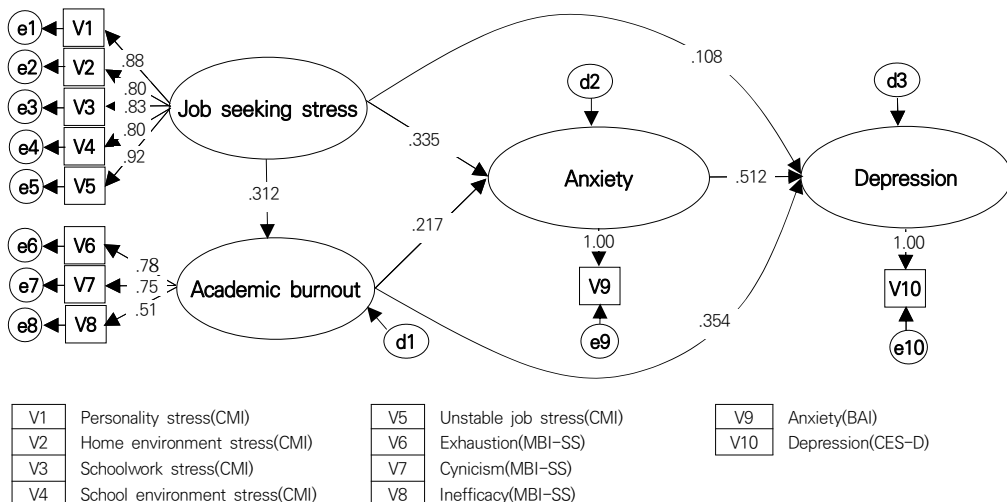 e1 V1
.88
e2 V2
.80
e3 V3 .83
.80
e4 V4
.92
e5 V5
Job seeking stress
.108
d2
d3
.335
Anxiety
.512
Depression
.312
.217
1.00
1.00
e6 V6
.78
e7 V7 .75
.51
e8 V8
Academic burnout
V9
V10
.354
d1
e9
e10
V1 Personality stress(CMI)
V2 Home environment stress(CMI)
V3 Schoolwork stress(CMI)
V4 School environment stress(CMI)
V5 Unstable job stress(CMI)
V6 Exhaustion(MBI-SS)
V7 Cynicism(MBI-SS)
V8 Inefficacy(MBI-SS)
V9 Anxiety(BAI)
V10 Depression(CES-D)